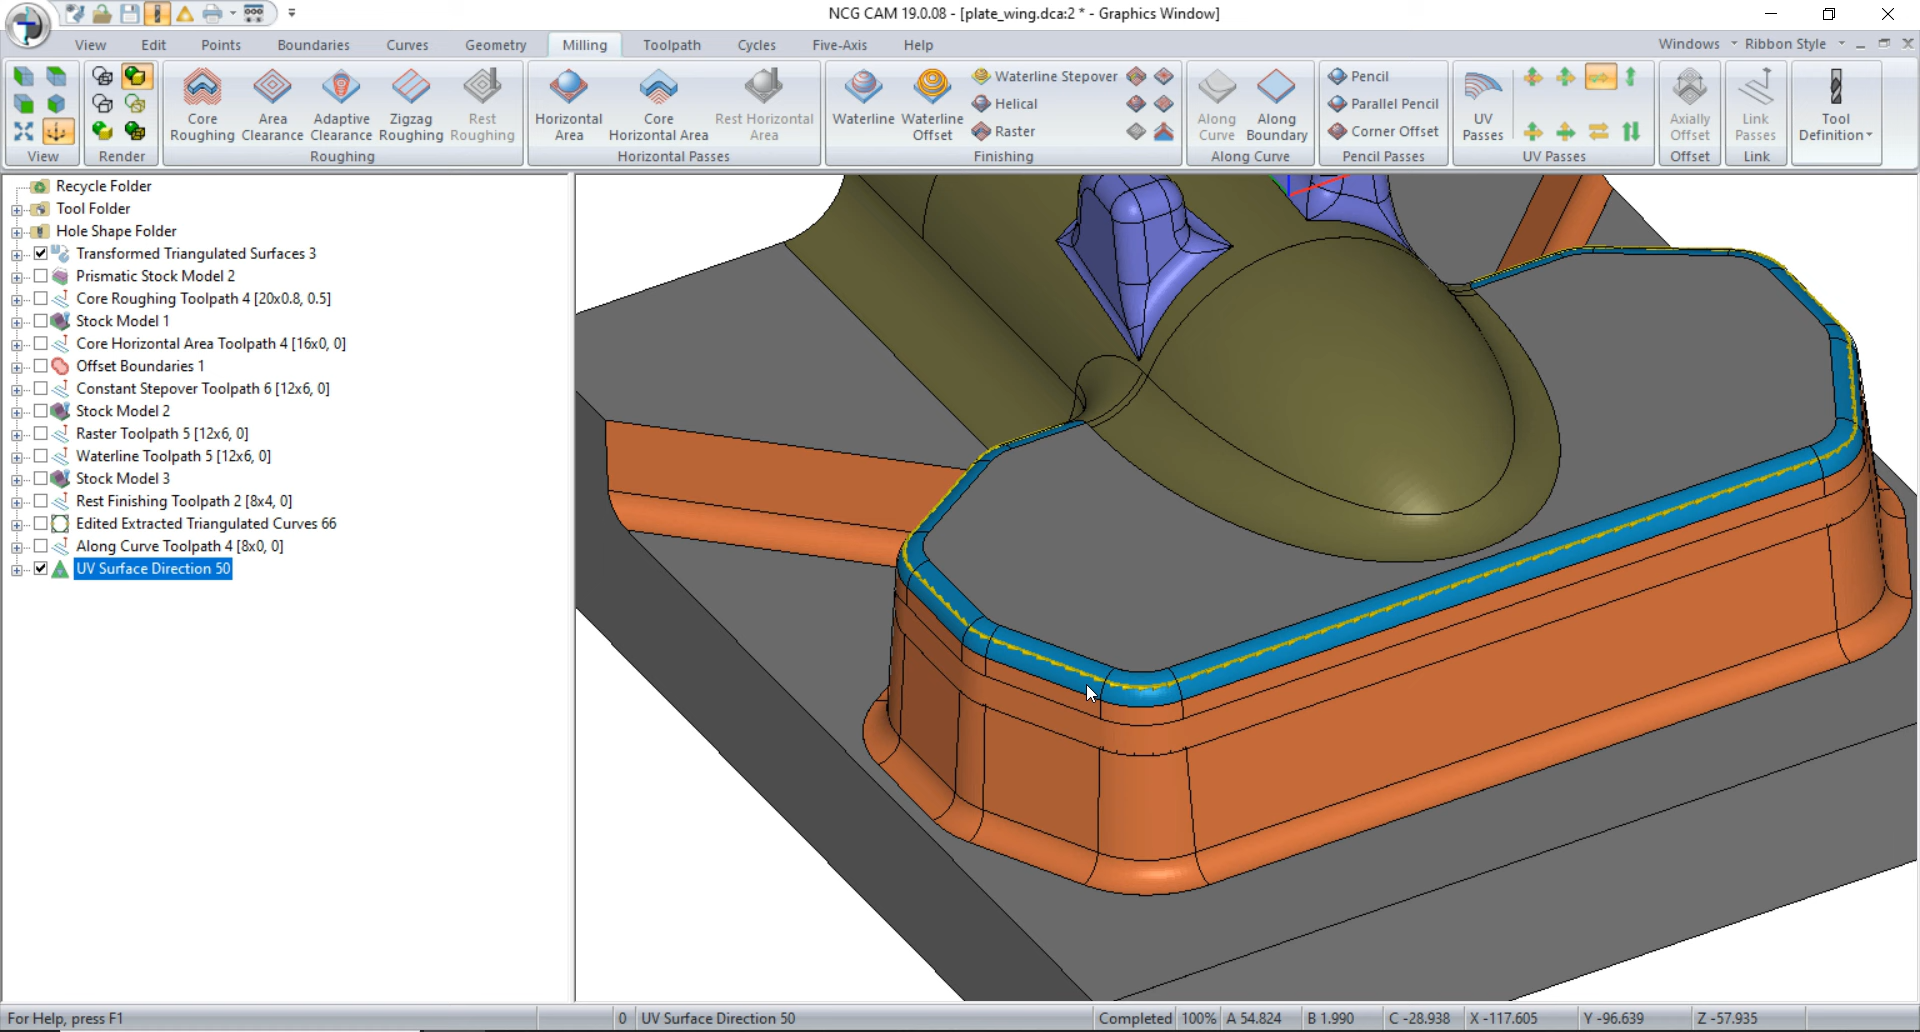 NCG CAM 19.0.08 - [plate_wing.dca:2 * - Graphics Window]
View Edit Points Boundaries Curves Geometry Milling Toolpath Cycles Five-Axis Help Windows Ribbon Style
Core Roughing
Area Clearance
Adaptive Clearance
Zigzag Roughing
Rest Roughing
Horizontal Area
Core Horizontal Area
Rest Horizontal Area
Waterline
Waterline Offset
Waterline Stepover
Helical
Raster
Along Curve
Along Boundary
Pencil
Parallel Pencil
Corner Offset
UV Passes
Axially Offset
Link Passes
Tool Definition
View Render Roughing Horizontal Passes Finishing Along Curve Pencil Passes UV Passes Offset Link
Recycle Folder
Tool Folder
Hole Shape Folder
Transformed Triangulated Surfaces 3
Prismatic Stock Model 2
Core Roughing Toolpath 4 [20x0.8, 0.5]
Stock Model 1
Core Horizontal Area Toolpath 4 [16x0, 0]
Offset Boundaries 1
Constant Stepover Toolpath 6 [12x6, 0]
Stock Model 2
Raster Toolpath 5 [12x6, 0]
Waterline Toolpath 5 [12x6, 0]
Stock Model 3
Rest Finishing Toolpath 2 [8x4, 0]
Edited Extracted Triangulated Curves 66
Along Curve Toolpath 4 [8x0, 0]
UV Surface Direction 50
For Help, press F1 0 UV Surface Direction 50 Completed 100% A 54.824 B 1.990 C -28.938 X -117.605 Y -96.639 Z -57.935